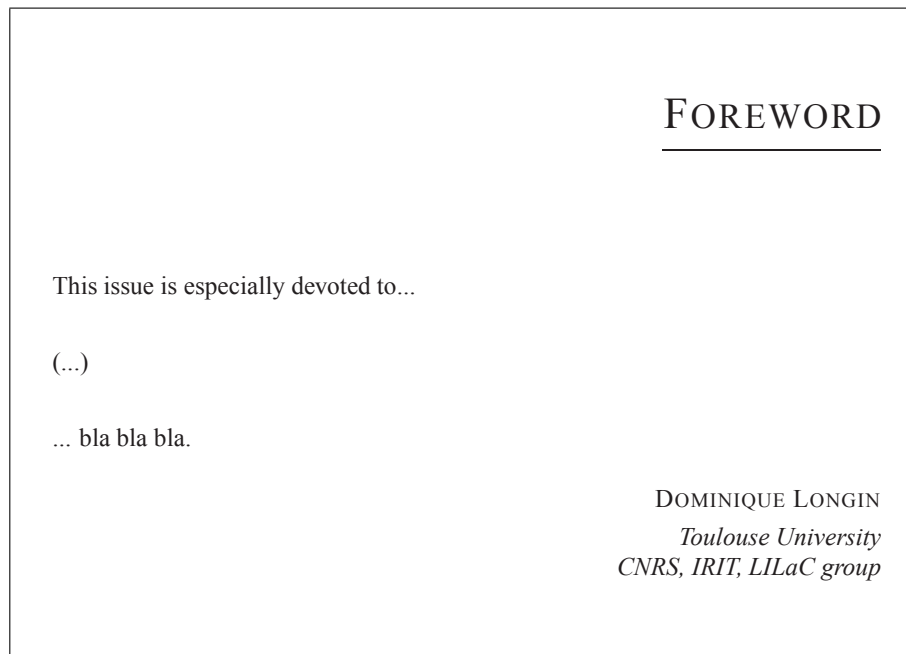 FOREWORD
This issue is especially devoted to...
(...)
... bla bla bla.
DOMINIQUE LONGIN
Toulouse University
CNRS, IRIT, LILaC group